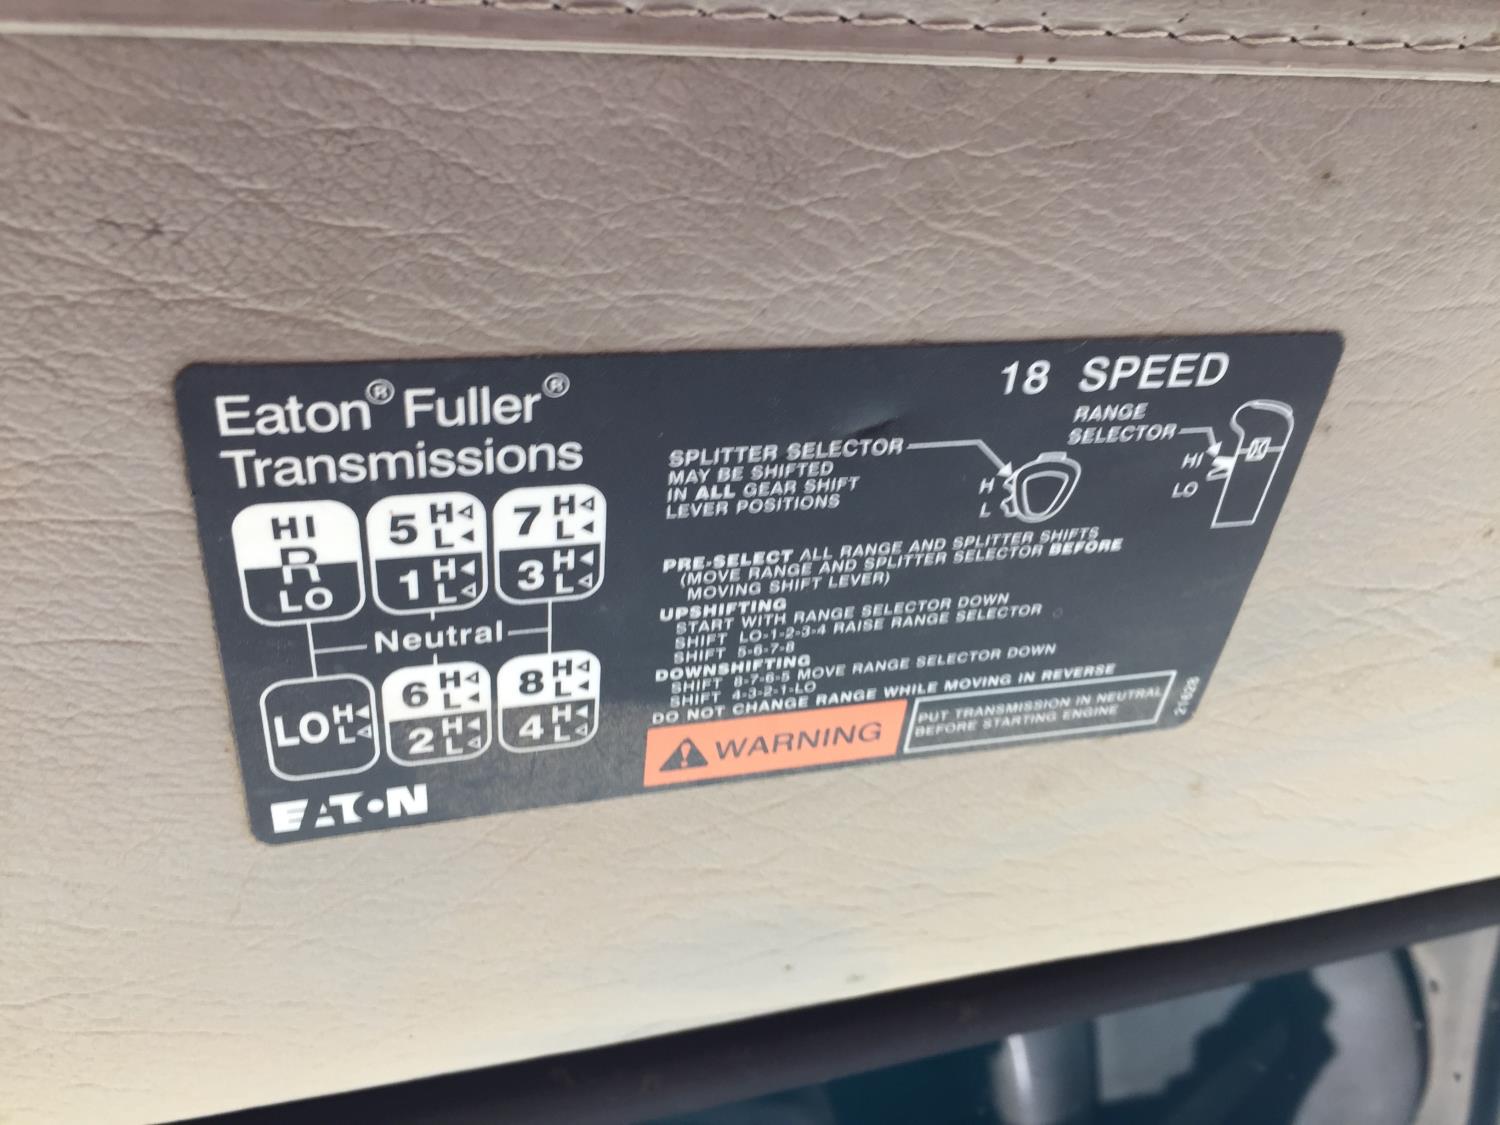 Eaton® Fuller®
Transmissions
18 SPEED
HI
R
LO
5 H
L
1 H
L
7 H
L
3 H
L
Neutral
LO H
L
6 H
L
2 H
L
8 H
L
4 H
L
EATON
SPLITTER SELECTOR
MAY BE SHIFTED
IN ALL GEAR SHIFT
LEVER POSITIONS
H
L
RANGE
SELECTOR
HI
LO
PRE-SELECT ALL RANGE AND SPLITTER SHIFTS
(MOVE RANGE AND SPLITTER SELECTOR BEFORE
MOVING SHIFT LEVER)
UPSHIFTING
START WITH RANGE SELECTOR DOWN
SHIFT LO-1-2-3-4 RAISE RANGE SELECTOR
SHIFT 5-6-7-8
DOWNSHIFTING
SHIFT 8-7-6-5 MOVE RANGE SELECTOR DOWN
SHIFT 4-3-2-1-LO
DO NOT CHANGE RANGE WHILE MOVING IN REVERSE
WARNING
PUT TRANSMISSION IN NEUTRAL
BEFORE STARTING ENGINE